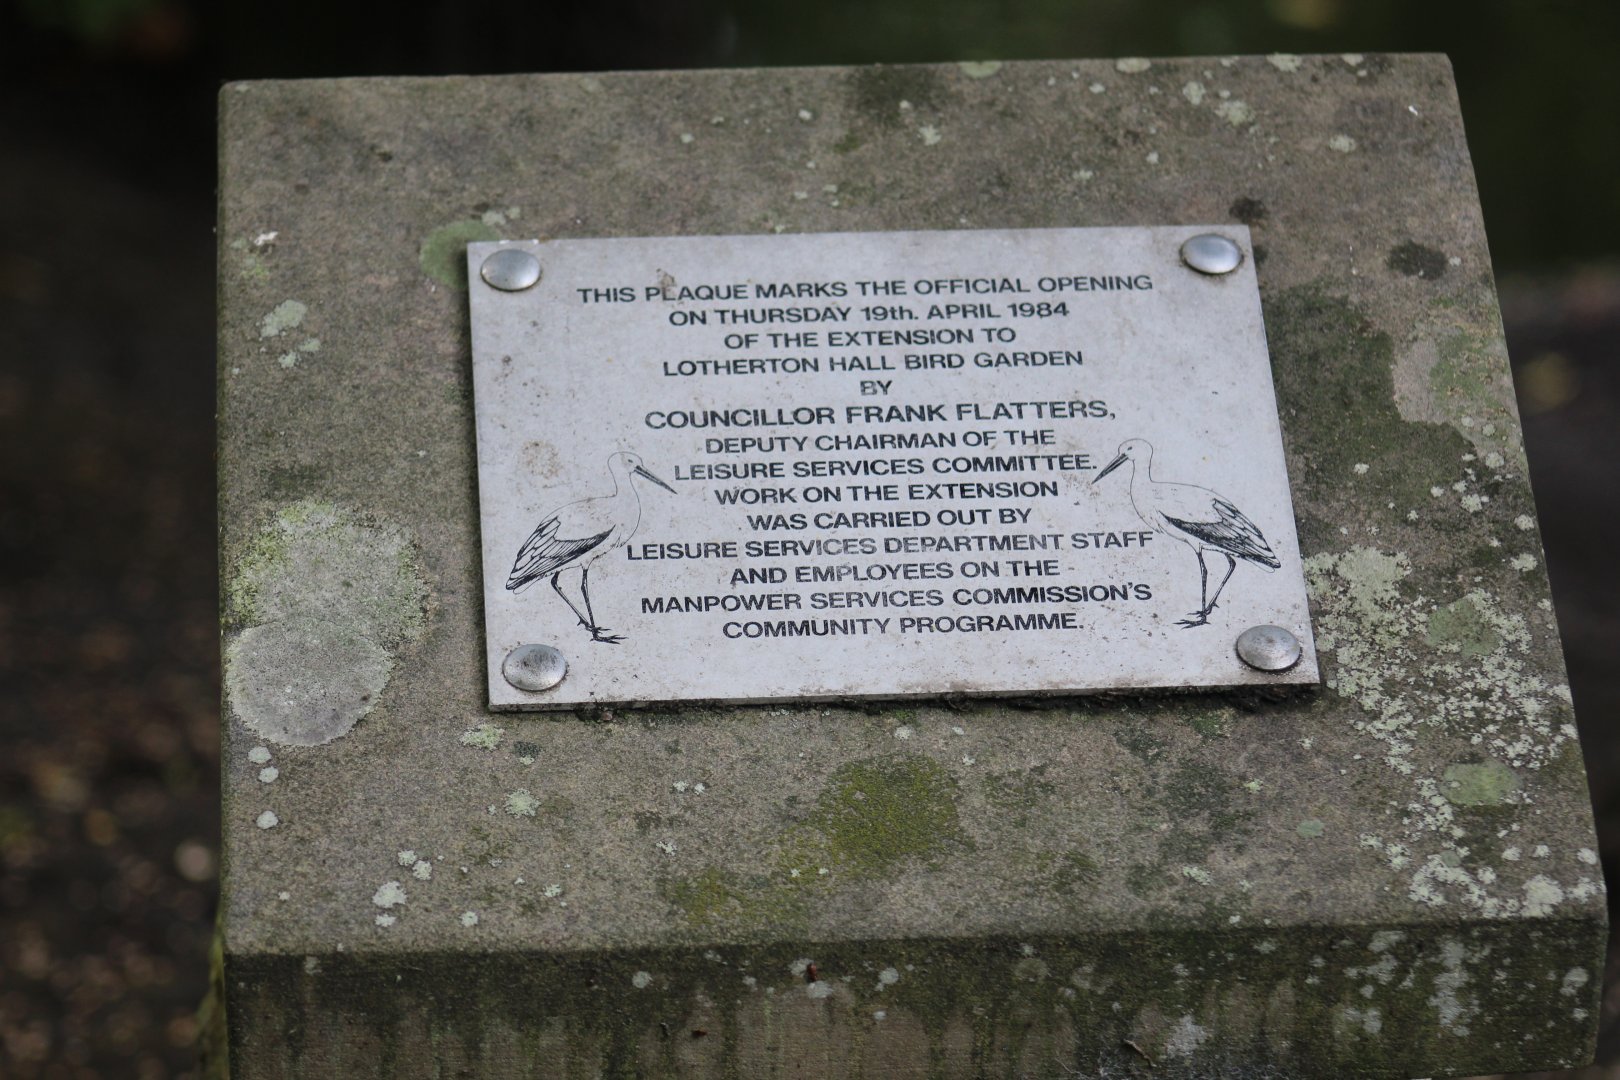 THIS PLAQUE MARKS THE OFFICIAL OPENING
ON THURSDAY 19th. APRIL 1984
OF THE EXTENSION TO
LOTHERTON HALL BIRD GARDEN
BY
COUNCILLOR FRANK FLATTERS,
DEPUTY CHAIRMAN OF THE
LEISURE SERVICES COMMITTEE.
WORK ON THE EXTENSION
WAS CARRIED OUT BY
LEISURE SERVICES DEPARTMENT STAFF
AND EMPLOYEES ON THE
MANPOWER SERVICES COMMISSION'S
COMMUNITY PROGRAMME.